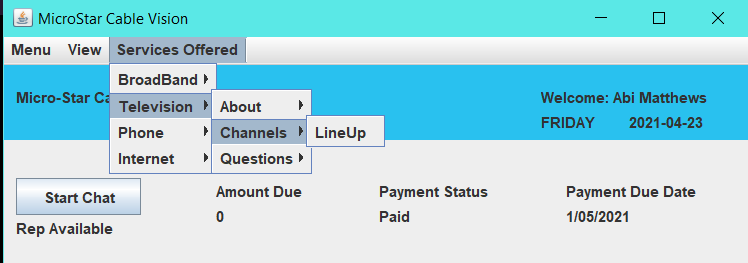 MicroStar Cable Vision
Menu View Services Offered
BroadBand
Micro-Star Ca
Television
About
Welcome: Abi Matthews
Phone
Channels
LineUp
FRIDAY 2021-04-23
Internet
Questions
Start Chat
Amount Due Payment Status Payment Due Date
0 Paid 1/05/2021
Rep Available